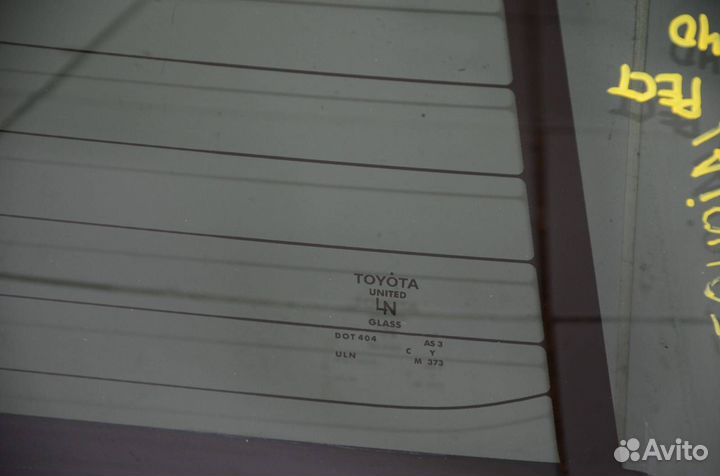 TOYOTA
UNITED
LN
GLASS
DOT 404 AS 3
ULN C Y
M 373
Avito